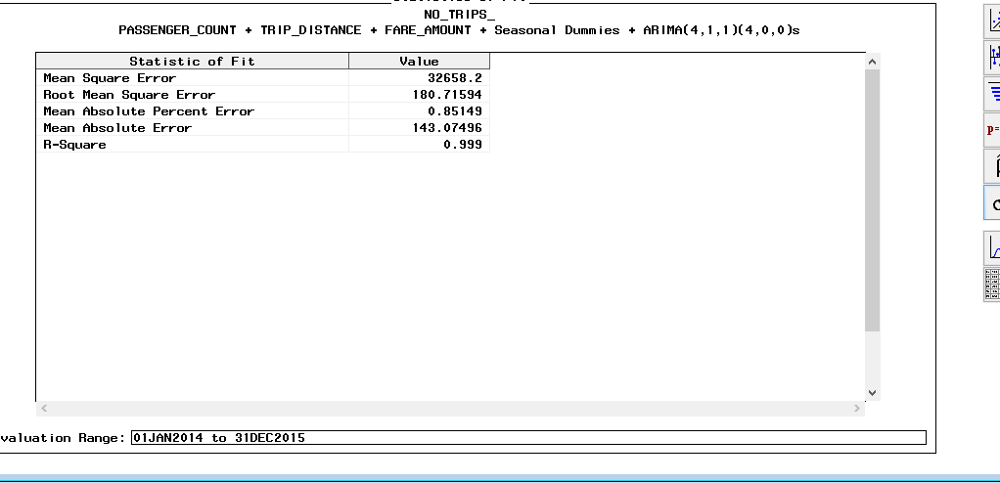 NO_TRIPS_
PASSENGER_COUNT + TRIP_DISTANCE + FARE_AMOUNT + Seasonal Dummies + ARIMA(4,1,1)(4,0,0)s
Statistic of Fit Value
Mean Square Error 32658.2
Root Mean Square Error 180.71594
Mean Absolute Percent Error 0.85149
Mean Absolute Error 143.07496
R-Square 0.999
valuation Range: 01JAN2014 to 31DEC2015
p=